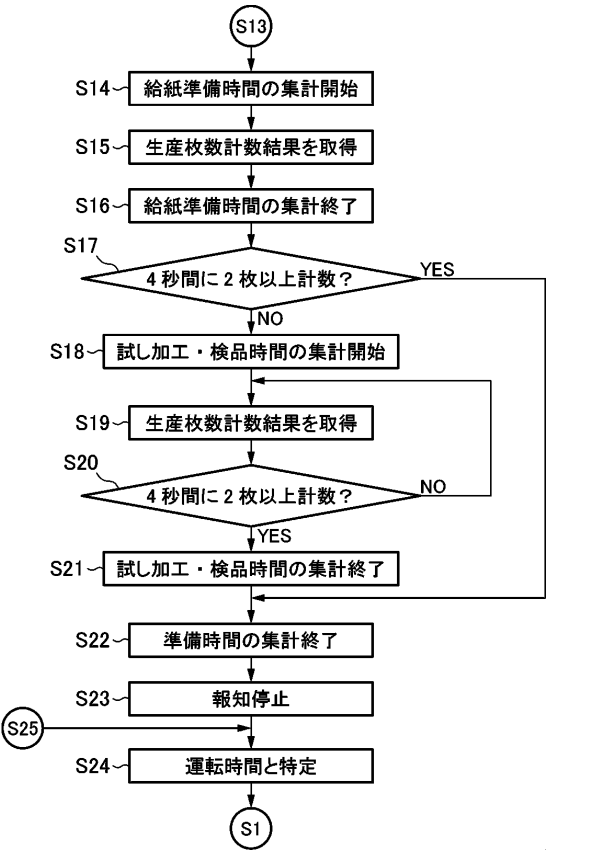 S13
S14 給紙準備時間の集計開始
S15 生産枚数計数結果を取得
S16 給紙準備時間の集計終了
S17
4秒間に2枚以上計数？ YES
NO
S18 試し加工・検品時間の集計開始
S19 生産枚数計数結果を取得
S20
4秒間に2枚以上計数？ NO
YES
S21 試し加工・検品時間の集計終了
S22 準備時間の集計終了
S23 報知停止
S25
S24 運転時間と特定
S1